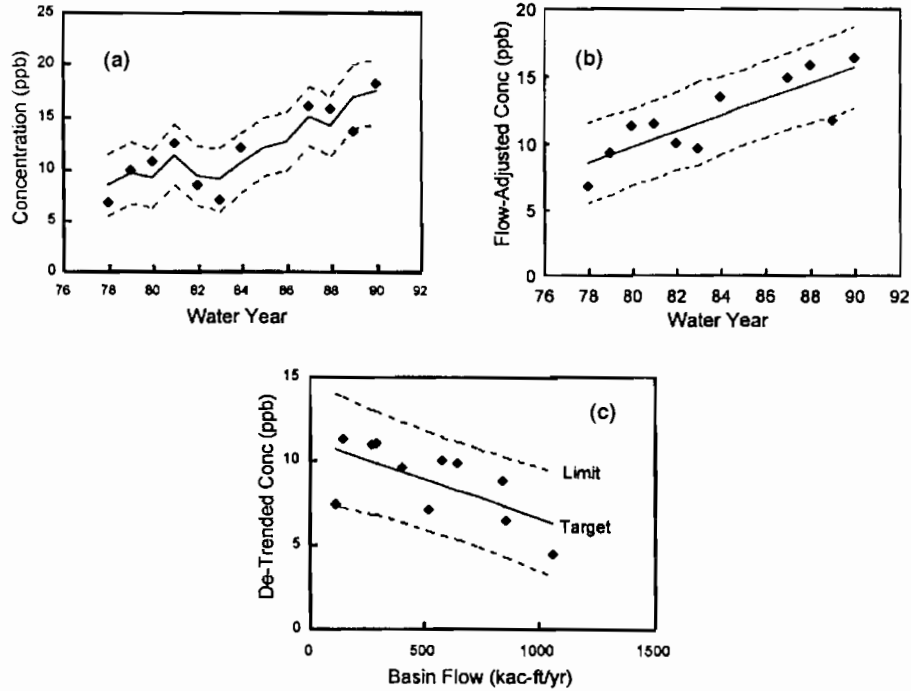 (a)
Concentration (ppb)
25
20
15
10
5
0
76 78 80 82 84 86 88 90 92
Water Year
(b)
Flow-Adjusted Conc (ppb)
20
15
10
5
0
76 78 80 82 84 86 88 90 92
Water Year
(c)
De-Trended Conc (ppb)
15
10
5
0
Limit
Target
0 500 1000 1500
Basin Flow (kac-ft/yr)